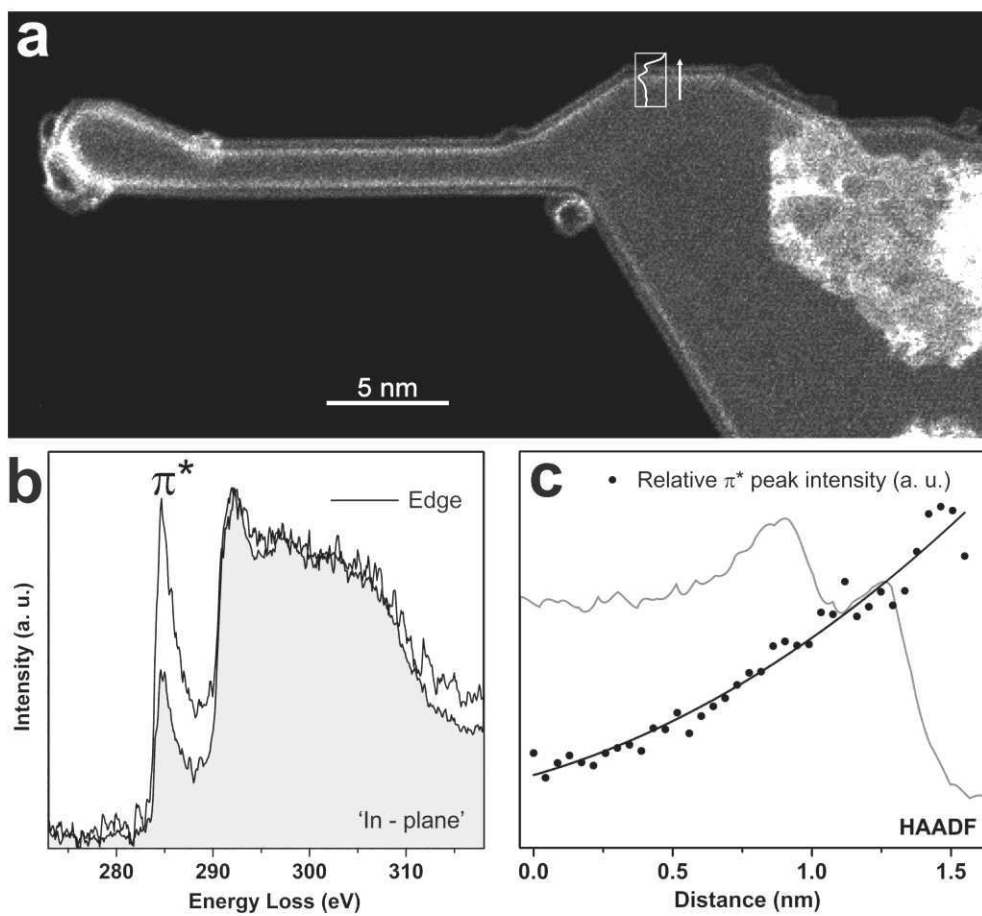 a
5 nm
b
π*
Edge
'In - plane'
Intensity (a. u.)
280 290 300 310
Energy Loss (eV)
c
Relative π* peak intensity (a. u.)
HAADF
0.0 0.5 1.0 1.5
Distance (nm)